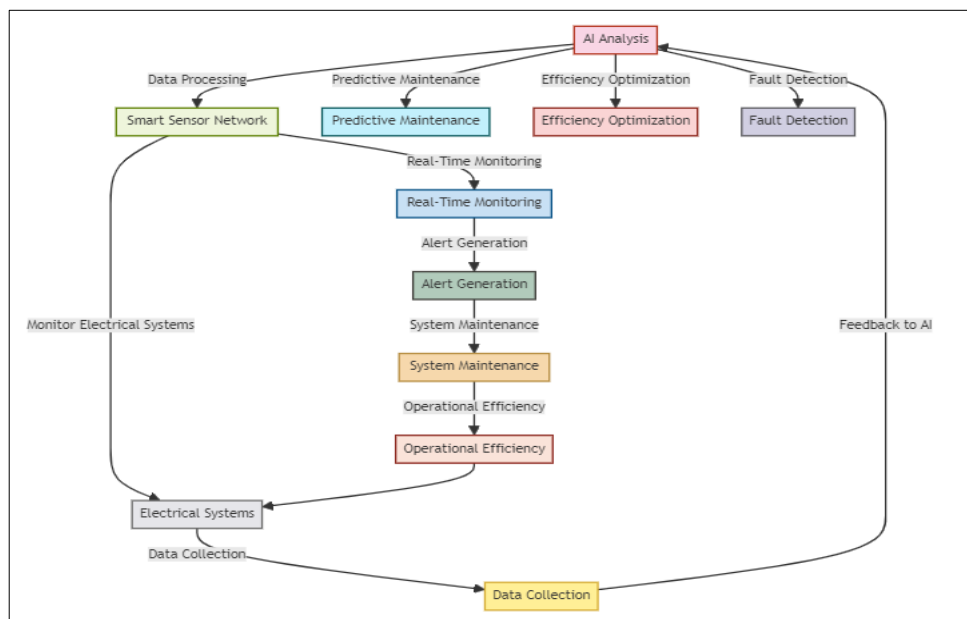 AI Analysis
Data Processing
Predictive Maintenance
Efficiency Optimization
Fault Detection
Smart Sensor Network
Predictive Maintenance
Efficiency Optimization
Fault Detection
Real-Time Monitoring
Real-Time Monitoring
Alert Generation
Alert Generation
Monitor Electrical Systems
System Maintenance
Feedback to AI
System Maintenance
Operational Efficiency
Operational Efficiency
Electrical Systems
Data Collection
Data Collection